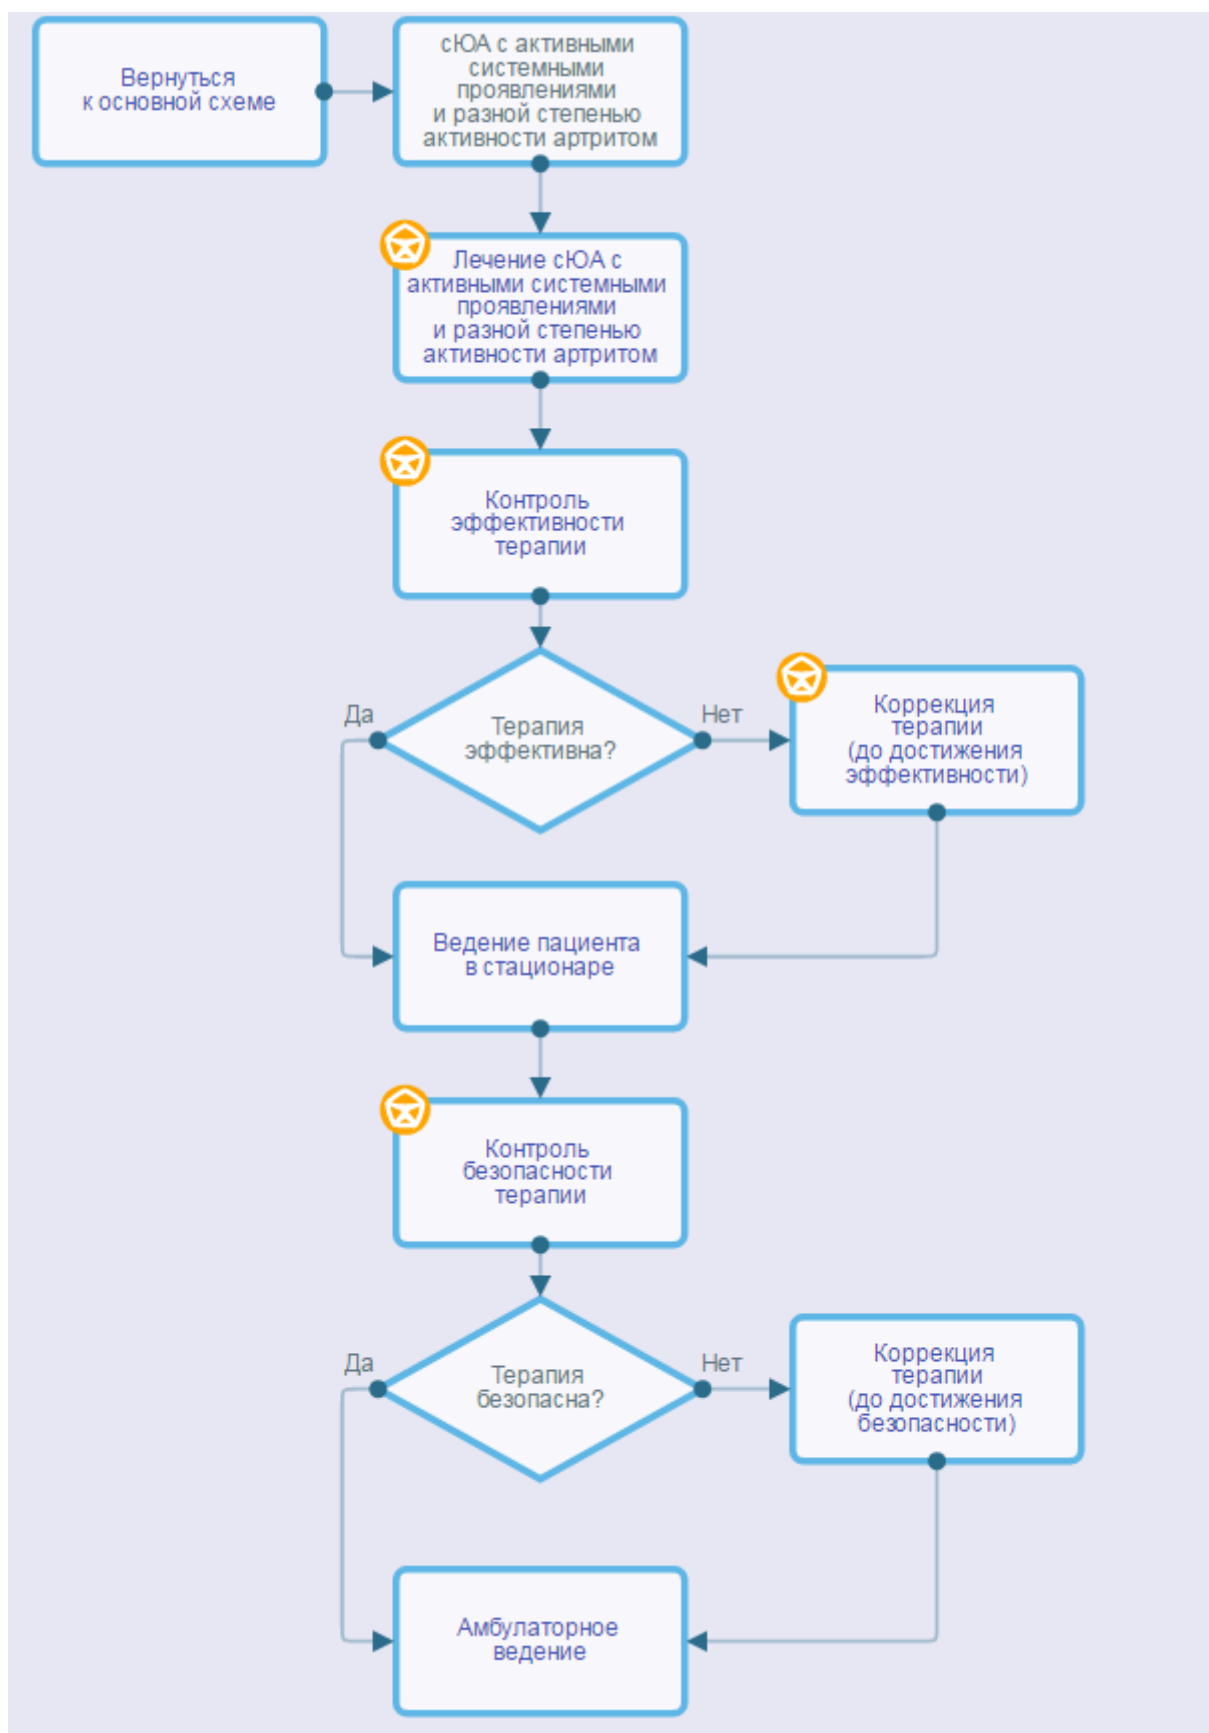 Вернуться
к основной схеме
сЮА с активными
системными
проявлениями
и разной степенью
активности артритом
Лечение сЮА с
активными системными
проявлениями
и разной степенью
активности артритом
Контроль
эффективности
терапии
Терапия
эффективна?
Да
Нет
Коррекция
терапии
(до достижения
эффективности)
Ведение пациента
в стационаре
Контроль
безопасности
терапии
Терапия
безопасна?
Да
Нет
Коррекция
терапии
(до достижения
безопасности)
Амбулаторное
ведение